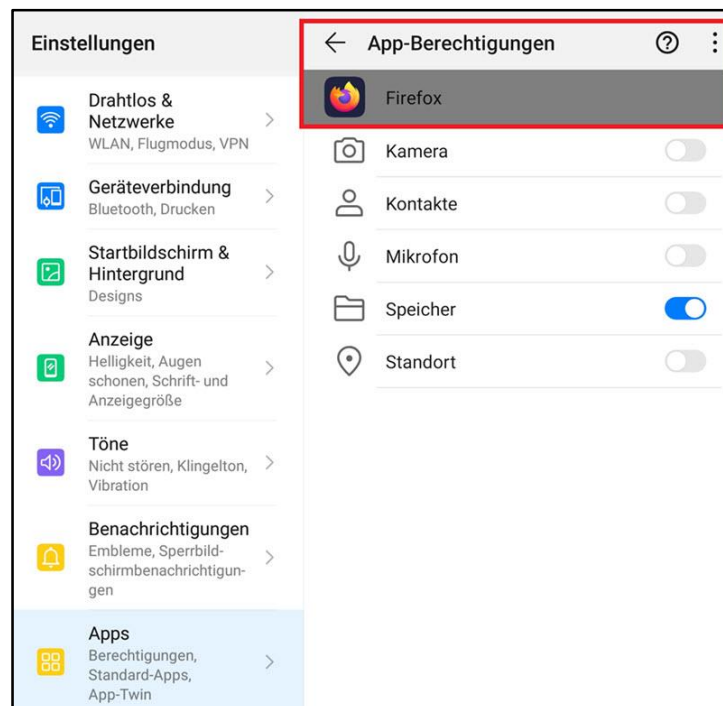 Einstellungen
Drahtlos &
Netzwerke
WLAN, Flugmodus, VPN
Geräteverbindung
Bluetooth, Drucken
Startbildschirm &
Hintergrund
Designs
Anzeige
Helligkeit, Augen
schonen, Schrift- und
Anzeigegröße
Töne
Nicht stören, Klingelton,
Vibration
Benachrichtigungen
Embleme, Sperrbild-
schirmbenachrichtigun-
gen
Apps
Berechtigungen,
Standard-Apps,
App-Twin
App-Berechtigungen
Firefox
Kamera
Kontakte
Mikrofon
Speicher
Standort